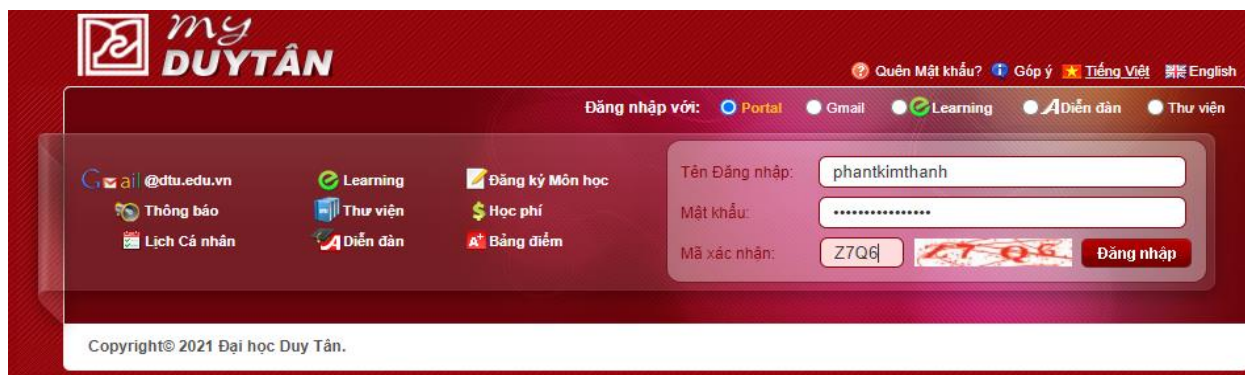 my
DUYTÂN
Quên Mật khẩu? Góp ý Tiếng Việt English
Đăng nhập với: Portal Gmail Learning Diễn đàn Thư viện
Gmail @dtu.edu.vn Learning Đăng ký Môn học
Thông báo Thư viện $ Học phí
Lịch Cá nhân Diễn đàn A+ Bảng điểm
Tên Đăng nhập: phantkimthanh
Mật khẩu: ••••••••••••••••
Mã xác nhận: Z7Q6 Đăng nhập
Copyright© 2021 Đại học Duy Tân.